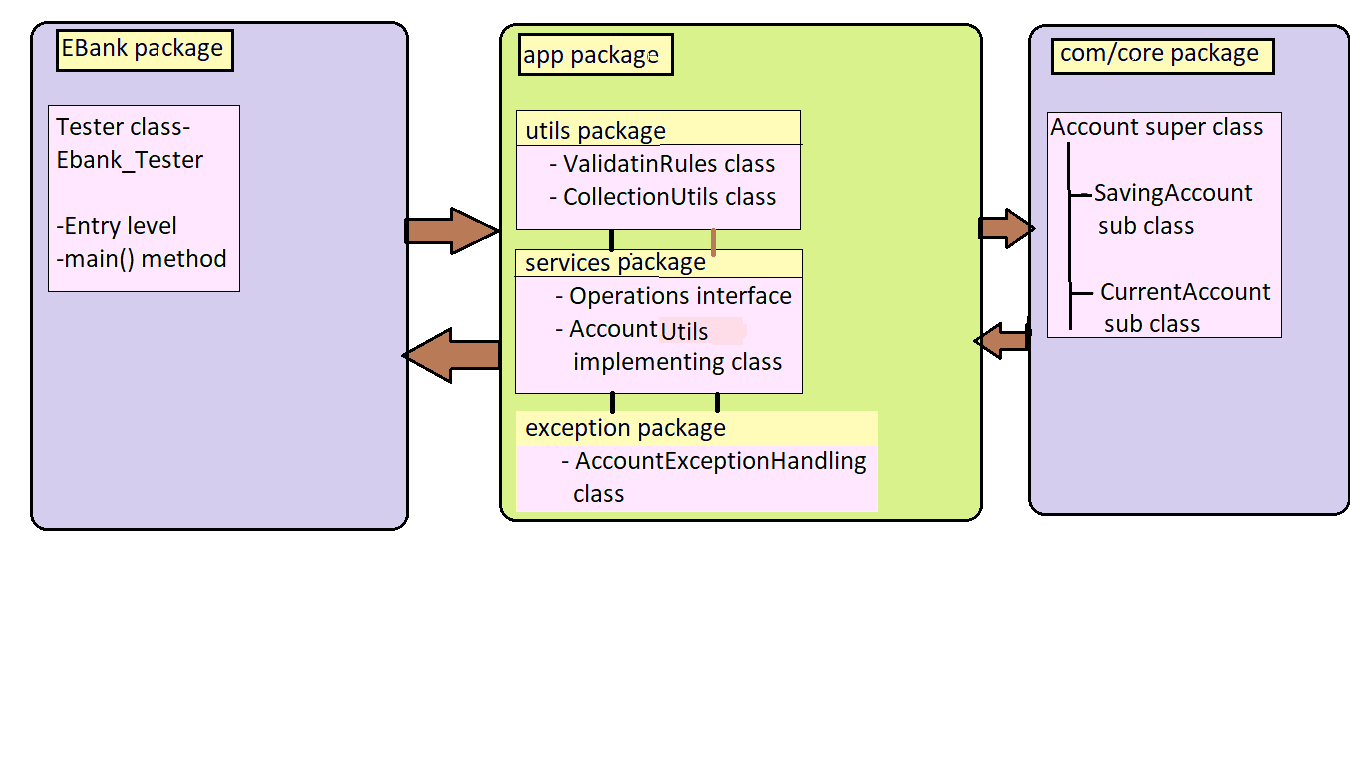 EBank package
Tester class-
Ebank_Tester
-Entry level
-main() method
app package
utils package
- ValidatinRules class
- CollectionUtils class
services package
- Operations interface
- Account Utils
implementing class
exception package
- AccountExceptionHandling
class
com/core package
Account super class
SavingAccount
sub class
CurrentAccount
sub class